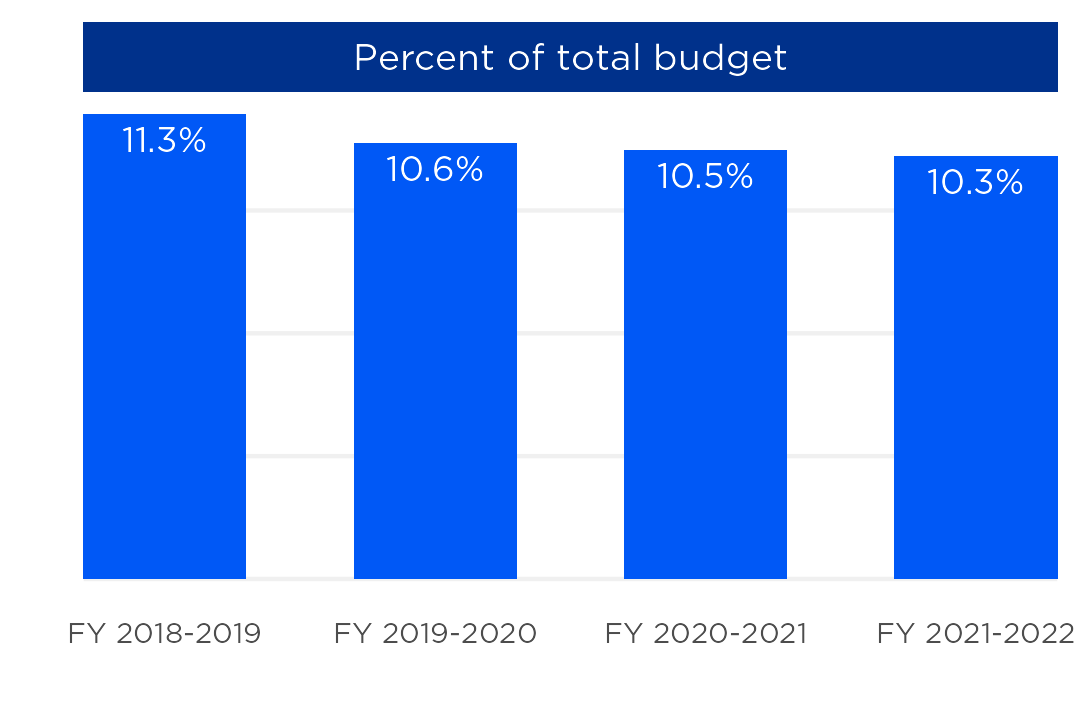 Percent of total budget
11.3%
10.6%
10.5%
10.3%
FY 2018-2019
FY 2019-2020
FY 2020-2021
FY 2021-2022